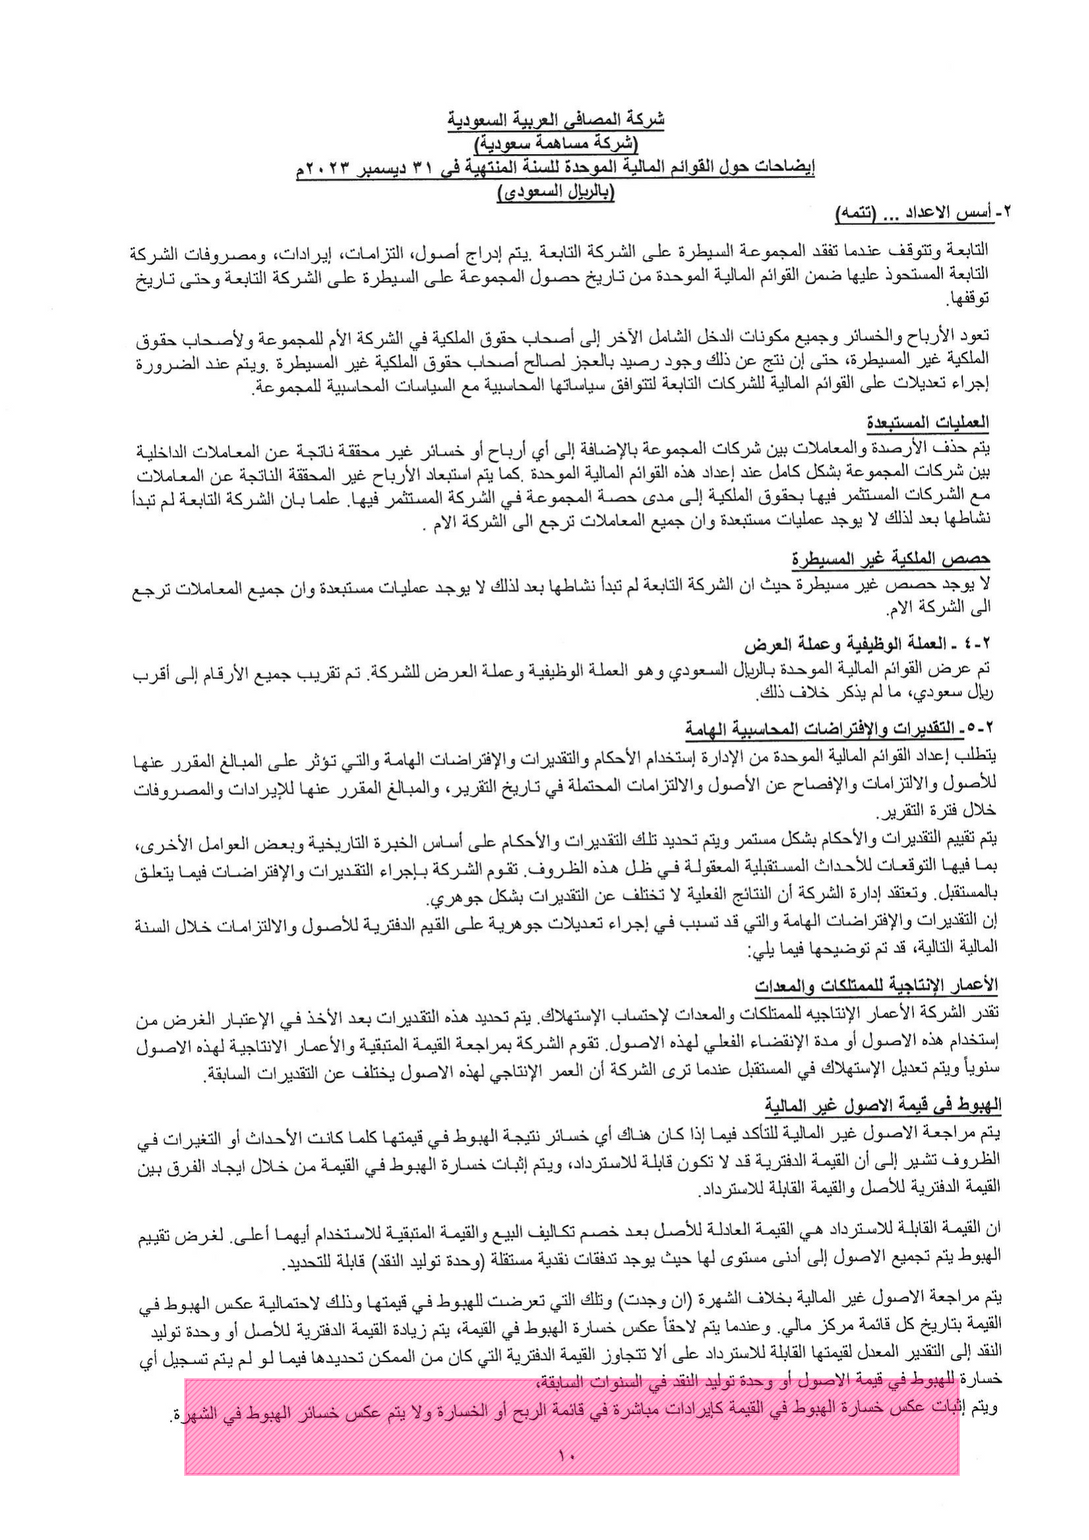 شركة المصافي العربية السعودية
(شركة مساهمة سعودية)
إيضاحات حول القوائم المالية الموحدة للسنة المنتهية في ٣١ ديسمبر ٢٠٢٣م
(بالريال السعودي)
٢- أسس الاعداد ... (تتمه)
التابعة وتتوقف عندما تفقد المجموعة السيطرة على الشركة التابعة .يتم إدراج أصول، التزامات، إيرادات، ومصروفات الشركة
التابعة المستحوذ عليها ضمن القوائم المالية الموحدة من تاريخ حصول المجموعة على السيطرة على الشركة التابعة وحتى تاريخ
توقفها.
تعود الأرباح والخسائر وجميع مكونات الدخل الشامل الآخر إلى أصحاب حقوق الملكية في الشركة الأم للمجموعة ولأصحاب حقوق
الملكية غير المسيطرة، حتى إن نتج عن ذلك وجود رصيد بالعجز لصالح أصحاب حقوق الملكية غير المسيطرة .ويتم عند الضرورة
إجراء تعديلات على القوائم المالية للشركات التابعة لتتوافق سياساتها المحاسبية مع السياسات المحاسبية للمجموعة.
العمليات المستبعدة
يتم حذف الأرصدة والمعاملات بين شركات المجموعة بالإضافة إلى أي أرباح أو خسائر غير محققة ناتجة عن المعاملات الداخلية
بين شركات المجموعة بشكل كامل عند إعداد هذه القوائم المالية الموحدة .كما يتم استبعاد الأرباح غير المحققة الناتجة عن المعاملات
مع الشركات المستثمر فيها بحقوق الملكية إلى مدى حصة المجموعة في الشركة المستثمر فيها. علما بان الشركة التابعة لم تبدأ
نشاطها بعد لذلك لا يوجد عمليات مستبعدة وان جميع المعاملات ترجع الى الشركة الام .
حصص الملكية غير المسيطرة
لا يوجد حصص غير مسيطرة حيث ان الشركة التابعة لم تبدأ نشاطها بعد لذلك لا يوجد عمليات مستبعدة وان جميع المعاملات ترجع
الى الشركة الام.
٢-٤ - العملة الوظيفية وعملة العرض
تم عرض القوائم المالية الموحدة بالريال السعودي وهو العملة الوظيفية وعملة العرض للشركة. تم تقريب جميع الأرقام إلى أقرب
ريال سعودي، ما لم يذكر خلاف ذلك.
٢-٥- التقديرات والإفتراضات المحاسبية الهامة
يتطلب إعداد القوائم المالية الموحدة من الإدارة إستخدام الأحكام والتقديرات والإفتراضات الهامة والتي تؤثر على المبالغ المقرر عنها
للأصول والالتزامات والإفصاح عن الأصول والالتزامات المحتملة في تاريخ التقرير، والمبالغ المقرر عنها للإيرادات والمصروفات
خلال فترة التقرير.
يتم تقييم التقديرات والأحكام بشكل مستمر ويتم تحديد تلك التقديرات والأحكام على أساس الخبرة التاريخية وبعض العوامل الأخرى،
بما فيها التوقعات للأحداث المستقبلية المعقولة في ظل هذه الظروف. تقوم الشركة بإجراء التقديرات والإفتراضات فيما يتعلق
بالمستقبل. وتعتقد إدارة الشركة أن النتائج الفعلية لا تختلف عن التقديرات بشكل جوهري.
إن التقديرات والإفتراضات الهامة والتي قد تسبب في إجراء تعديلات جوهرية على القيم الدفترية للأصول والالتزامات خلال السنة
المالية التالية، قد تم توضيحها فيما يلي:
الأعمار الإنتاجية للممتلكات والمعدات
تقدر الشركة الأعمار الإنتاجيه للممتلكات والمعدات لإحتساب الإستهلاك. يتم تحديد هذه التقديرات بعد الأخذ في الإعتبار الغرض من
إستخدام هذه الاصول أو مدة الإنقضاء الفعلي لهذه الاصول. تقوم الشركة بمراجعة القيمة المتبقية والأعمار الانتاجية لهذه الاصول
سنوياً ويتم تعديل الإستهلاك في المستقبل عندما ترى الشركة أن العمر الإنتاجي لهذه الاصول يختلف عن التقديرات السابقة.
الهبوط في قيمة الاصول غير المالية
يتم مراجعة الاصول غير المالية للتأكد فيما إذا كان هناك أي خسائر نتيجة الهبوط في قيمتها كلما كانت الأحداث أو التغيرات في
الظروف تشير إلى أن القيمة الدفترية قد لا تكون قابلة للاسترداد، ويتم إثبات خسارة الهبوط في القيمة من خلال ايجاد الفرق بين
القيمة الدفترية للأصل والقيمة القابلة للاسترداد.
ان القيمة القابلة للاسترداد هي القيمة العادلة للأصل بعد خصم تكاليف البيع والقيمة المتبقية للاستخدام أيهما أعلى. لغرض تقييم
الهبوط يتم تجميع الاصول إلى أدنى مستوى لها حيث يوجد تدفقات نقدية مستقلة (وحدة توليد النقد) قابلة للتحديد.
يتم مراجعة الاصول غير المالية بخلاف الشهرة (ان وجدت) وتلك التي تعرضت للهبوط في قيمتها وذلك لاحتمالية عكس الهبوط في
القيمة بتاريخ كل قائمة مركز مالي. وعندما يتم لاحقاً عكس خسارة الهبوط في القيمة، يتم زيادة القيمة الدفترية للأصل أو وحدة توليد
النقد إلى التقدير المعدل لقيمتها القابلة للاسترداد على ألا تتجاوز القيمة الدفترية التي كان من الممكن تحديدها فيما لو لم يتم تسجيل أي
خسارة للهبوط في قيمة الاصول أو وحدة توليد النقد في السنوات السابقة،
ويتم إثبات عكس خسارة الهبوط في القيمة كإيرادات مباشرة في قائمة الربح أو الخسارة ولا يتم عكس خسائر الهبوط في الشهرة.
١٠